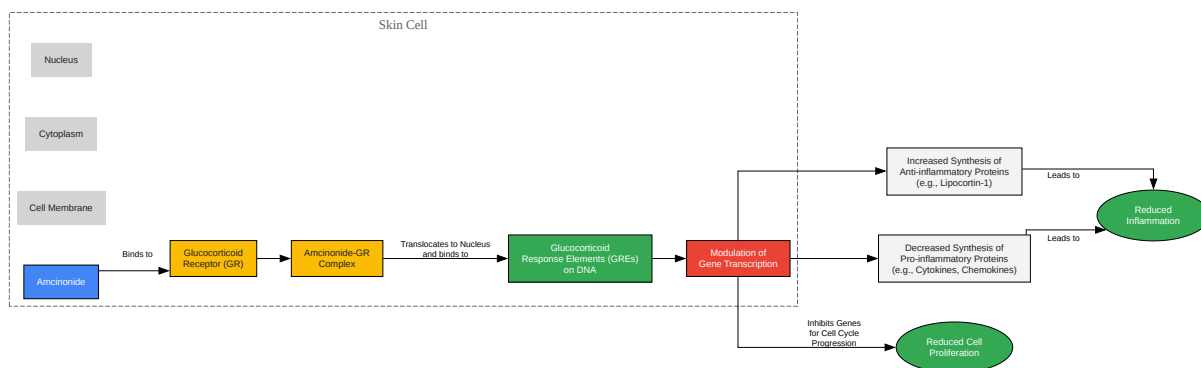 Skin Cell
Nucleus
Cytoplasm
Cell Membrane
Amcinonide
Binds to
Glucocorticoid
Receptor (GR)
Amcinonide-GR
Complex
Translocates to Nucleus
and binds to
Glucocorticoid
Response Elements (GREs)
on DNA
Modulation of
Gene Transcription
Increased Synthesis of
Anti-inflammatory Proteins
(e.g., Lipocortin-1)
Leads to
Reduced
Inflammation
Decreased Synthesis of
Pro-inflammatory Proteins
(e.g., Cytokines, Chemokines)
Leads to
Inhibits Genes
for Cell Cycle
Progression
Reduced Cell
Proliferation